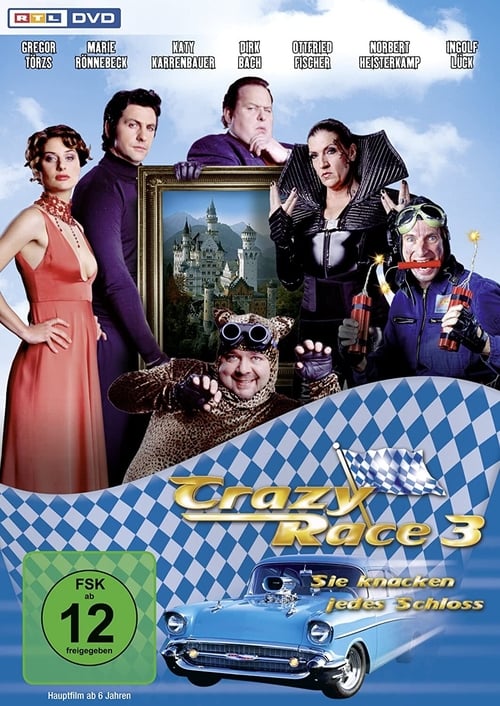 RTL DVD
GREGOR TÖRZS
MARIE RÖNNEBECK
KATY KARRENBAUER
DIRK BACH
OTTFRIED FISCHER
NORBERT HEISTERKAMP
INGOLF LÜCK
Crazy
Race 3
Sie knacken
jedes Schloss
FSK
ab
12
freigegeben
Hauptfilm ab 6 Jahren